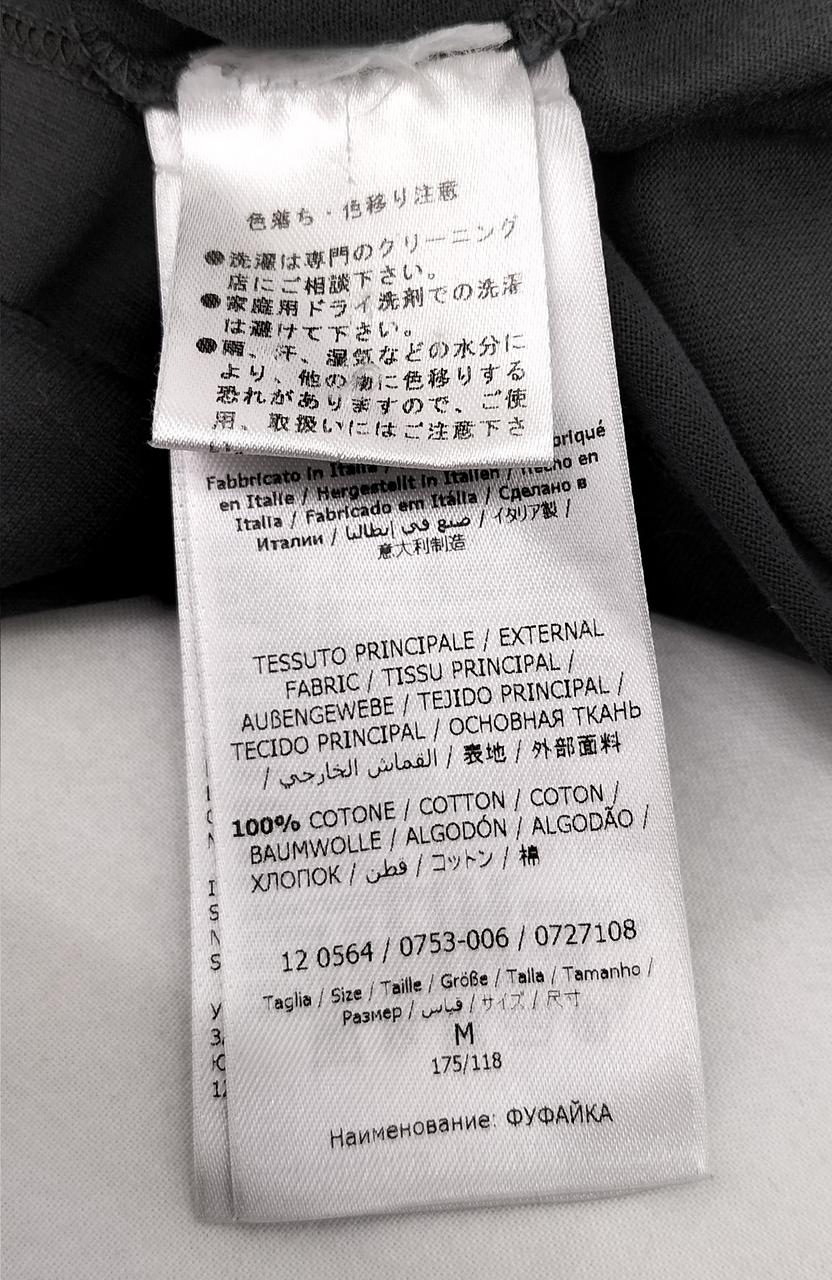 色落ち・色移り注意
●洗濯は専門のクリーニング
店にご相談下さい。
●家庭用ドライ洗剤での洗濯
は避けて下さい。
●雨、汗、湿気などの水分に
より、他の物に色移りする
恐れがありますので、ご使
用、取扱いにはご注意下さ
Fabbricato in Italia /
en Italie / Hergestellt in Italien / Hecho en
Italia / Fabricado em Itália / Сделано в
Италии / صنع في إيطاليا / イタリア製 /
意大利制造
TESSUTO PRINCIPALE / EXTERNAL
FABRIC / TISSU PRINCIPAL /
AUßENGEWEBE / TEJIDO PRINCIPAL /
TECIDO PRINCIPAL / ОСНОВНАЯ ТКАНЬ
/ القماش الخارجي / 表地 / 外部面料
100% COTONE / COTTON / COTON /
BAUMWOLLE / ALGODÓN / ALGODÃO /
ХЛОПОК / قطن / コットン / 棉
12 0564 / 0753-006 / 0727108
Taglia / Size / Taille / Größe / Talla / Tamanho /
Размер / قياس / サイズ / 尺寸
M
175/118
Наименование: ФУФАЙКА